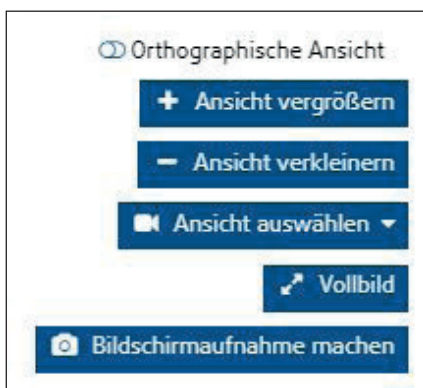 Orthographische Ansicht
Ansicht vergrößern
Ansicht verkleinern
Ansicht auswählen
Vollbild
Bildschirmaufnahme machen